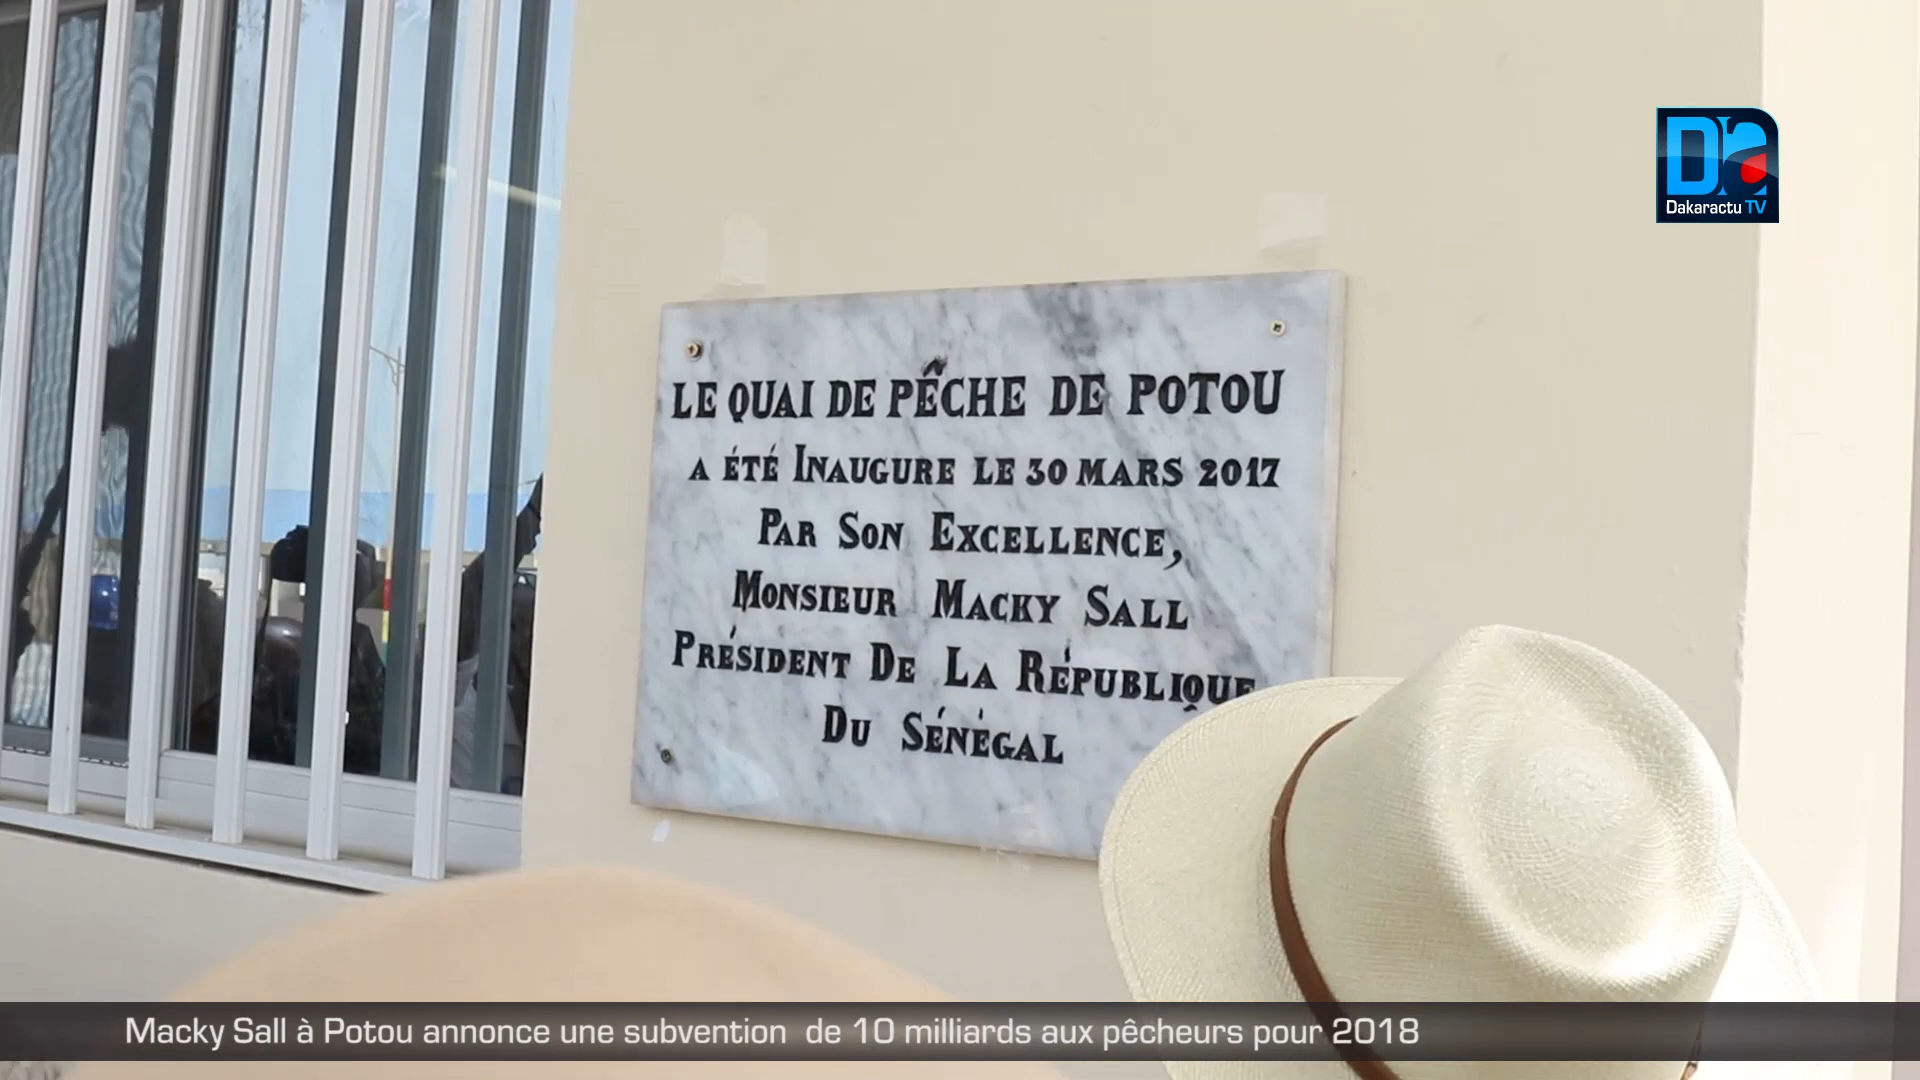 Dakaractu TV
LE QUAI DE PÊCHE DE POTOU
A ÉTÉ INAUGURE LE 30 MARS 2017
PAR SON EXCELLENCE,
MONSIEUR MACKY SALL
PRÉSIDENT DE LA RÉPUBLIQUE
DU SÉNÉGAL
Macky Sall à Potou annonce une subvention de 10 milliards aux pêcheurs pour 2018